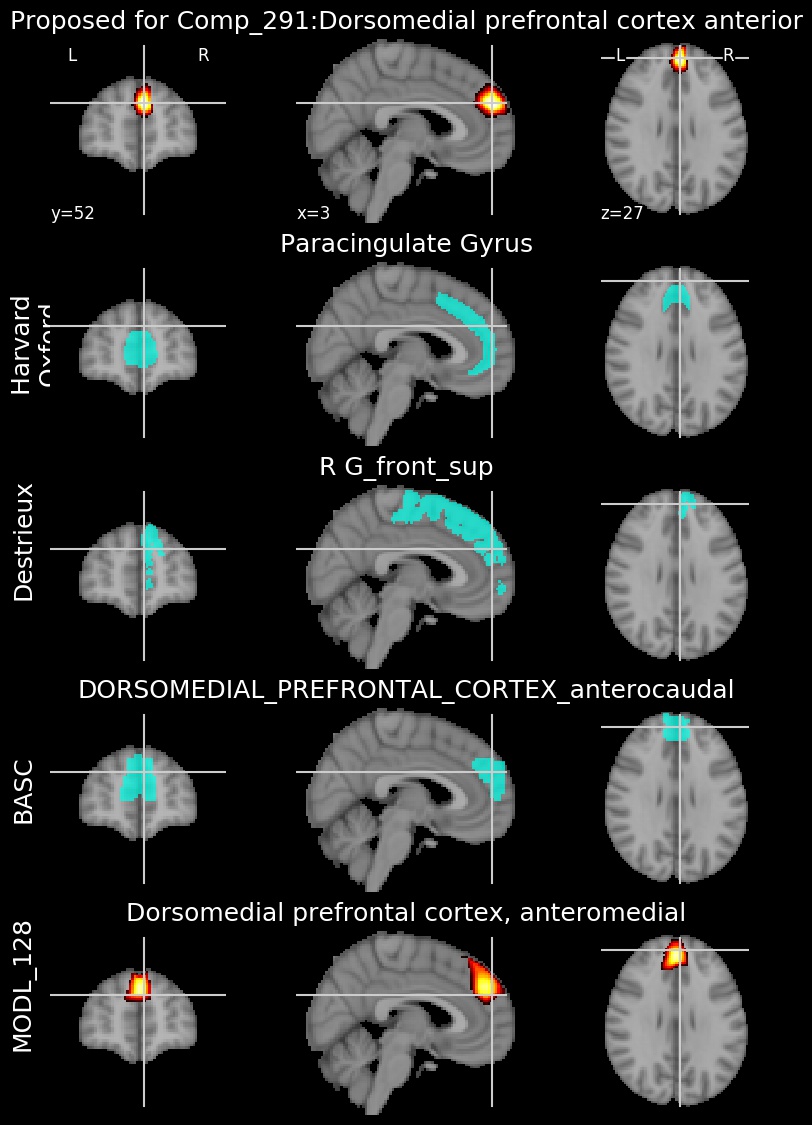 Proposed for Comp_291:Dorsomedial prefrontal cortex anterior
L R L R
y=52 x=3 z=27
Paracingulate Gyrus
Harvard
Oxford
R G_front_sup
Destrieux
DORSOMEDIAL_PREFRONTAL_CORTEX_anterocaudal
BASC
Dorsomedial prefrontal cortex, anteromedial
MODL_128